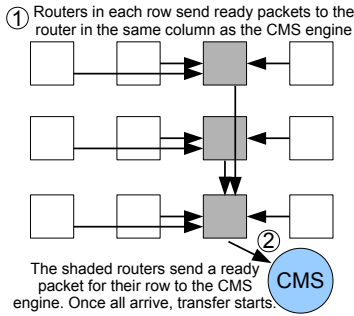 ① Routers in each row send ready packets to the
router in the same column as the CMS engine
②
The shaded routers send a ready
packet for their row to the CMS
engine. Once all arrive, transfer starts.
CMS